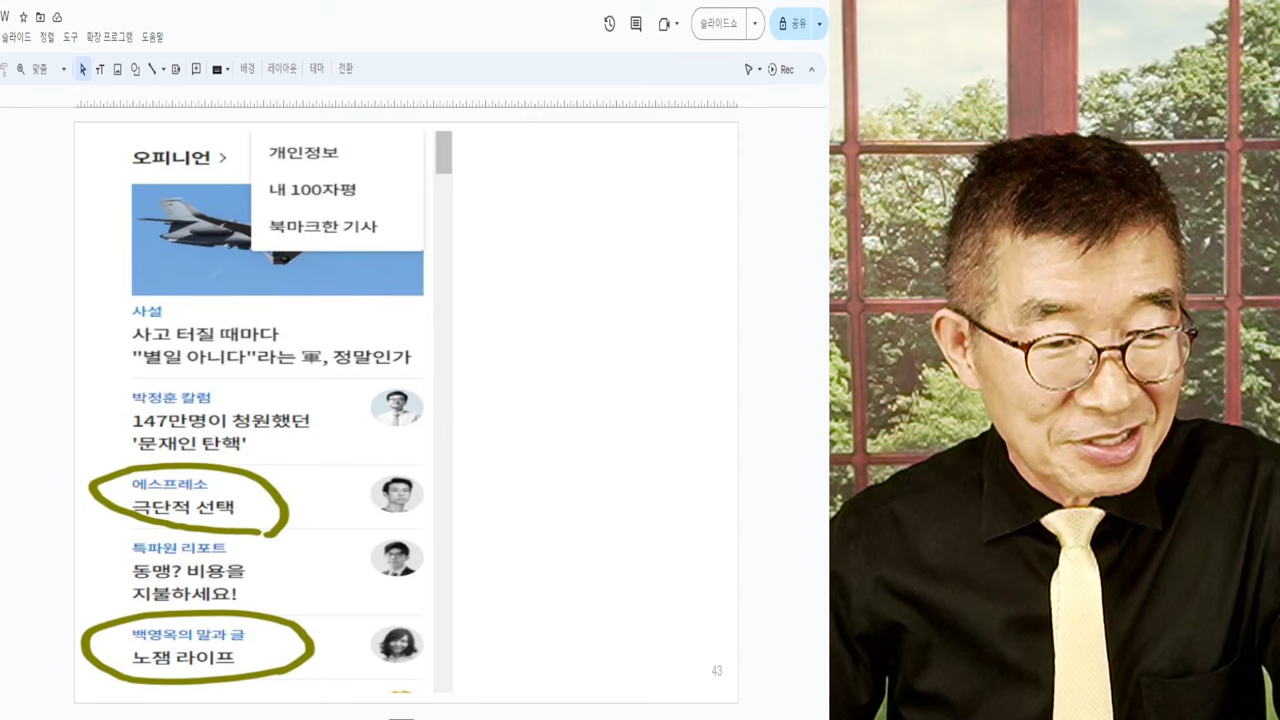 W
슬라이드 정렬 도구 확장 프로그램 도움말
슬라이드쇼
공유
맞춤
배경 레이아웃 테마 전환
Rec
오피니언 >
개인정보
내 100자평
북마크한 기사
사설
사고 터질 때마다
"별일 아니다"라는 軍, 정말인가
박정훈 칼럼
147만명이 청원했던
'문재인 탄핵'
에스프레소
극단적 선택
특파원 리포트
동맹? 비용을
지불하세요!
백영옥의 말과 글
노잼 라이프
43